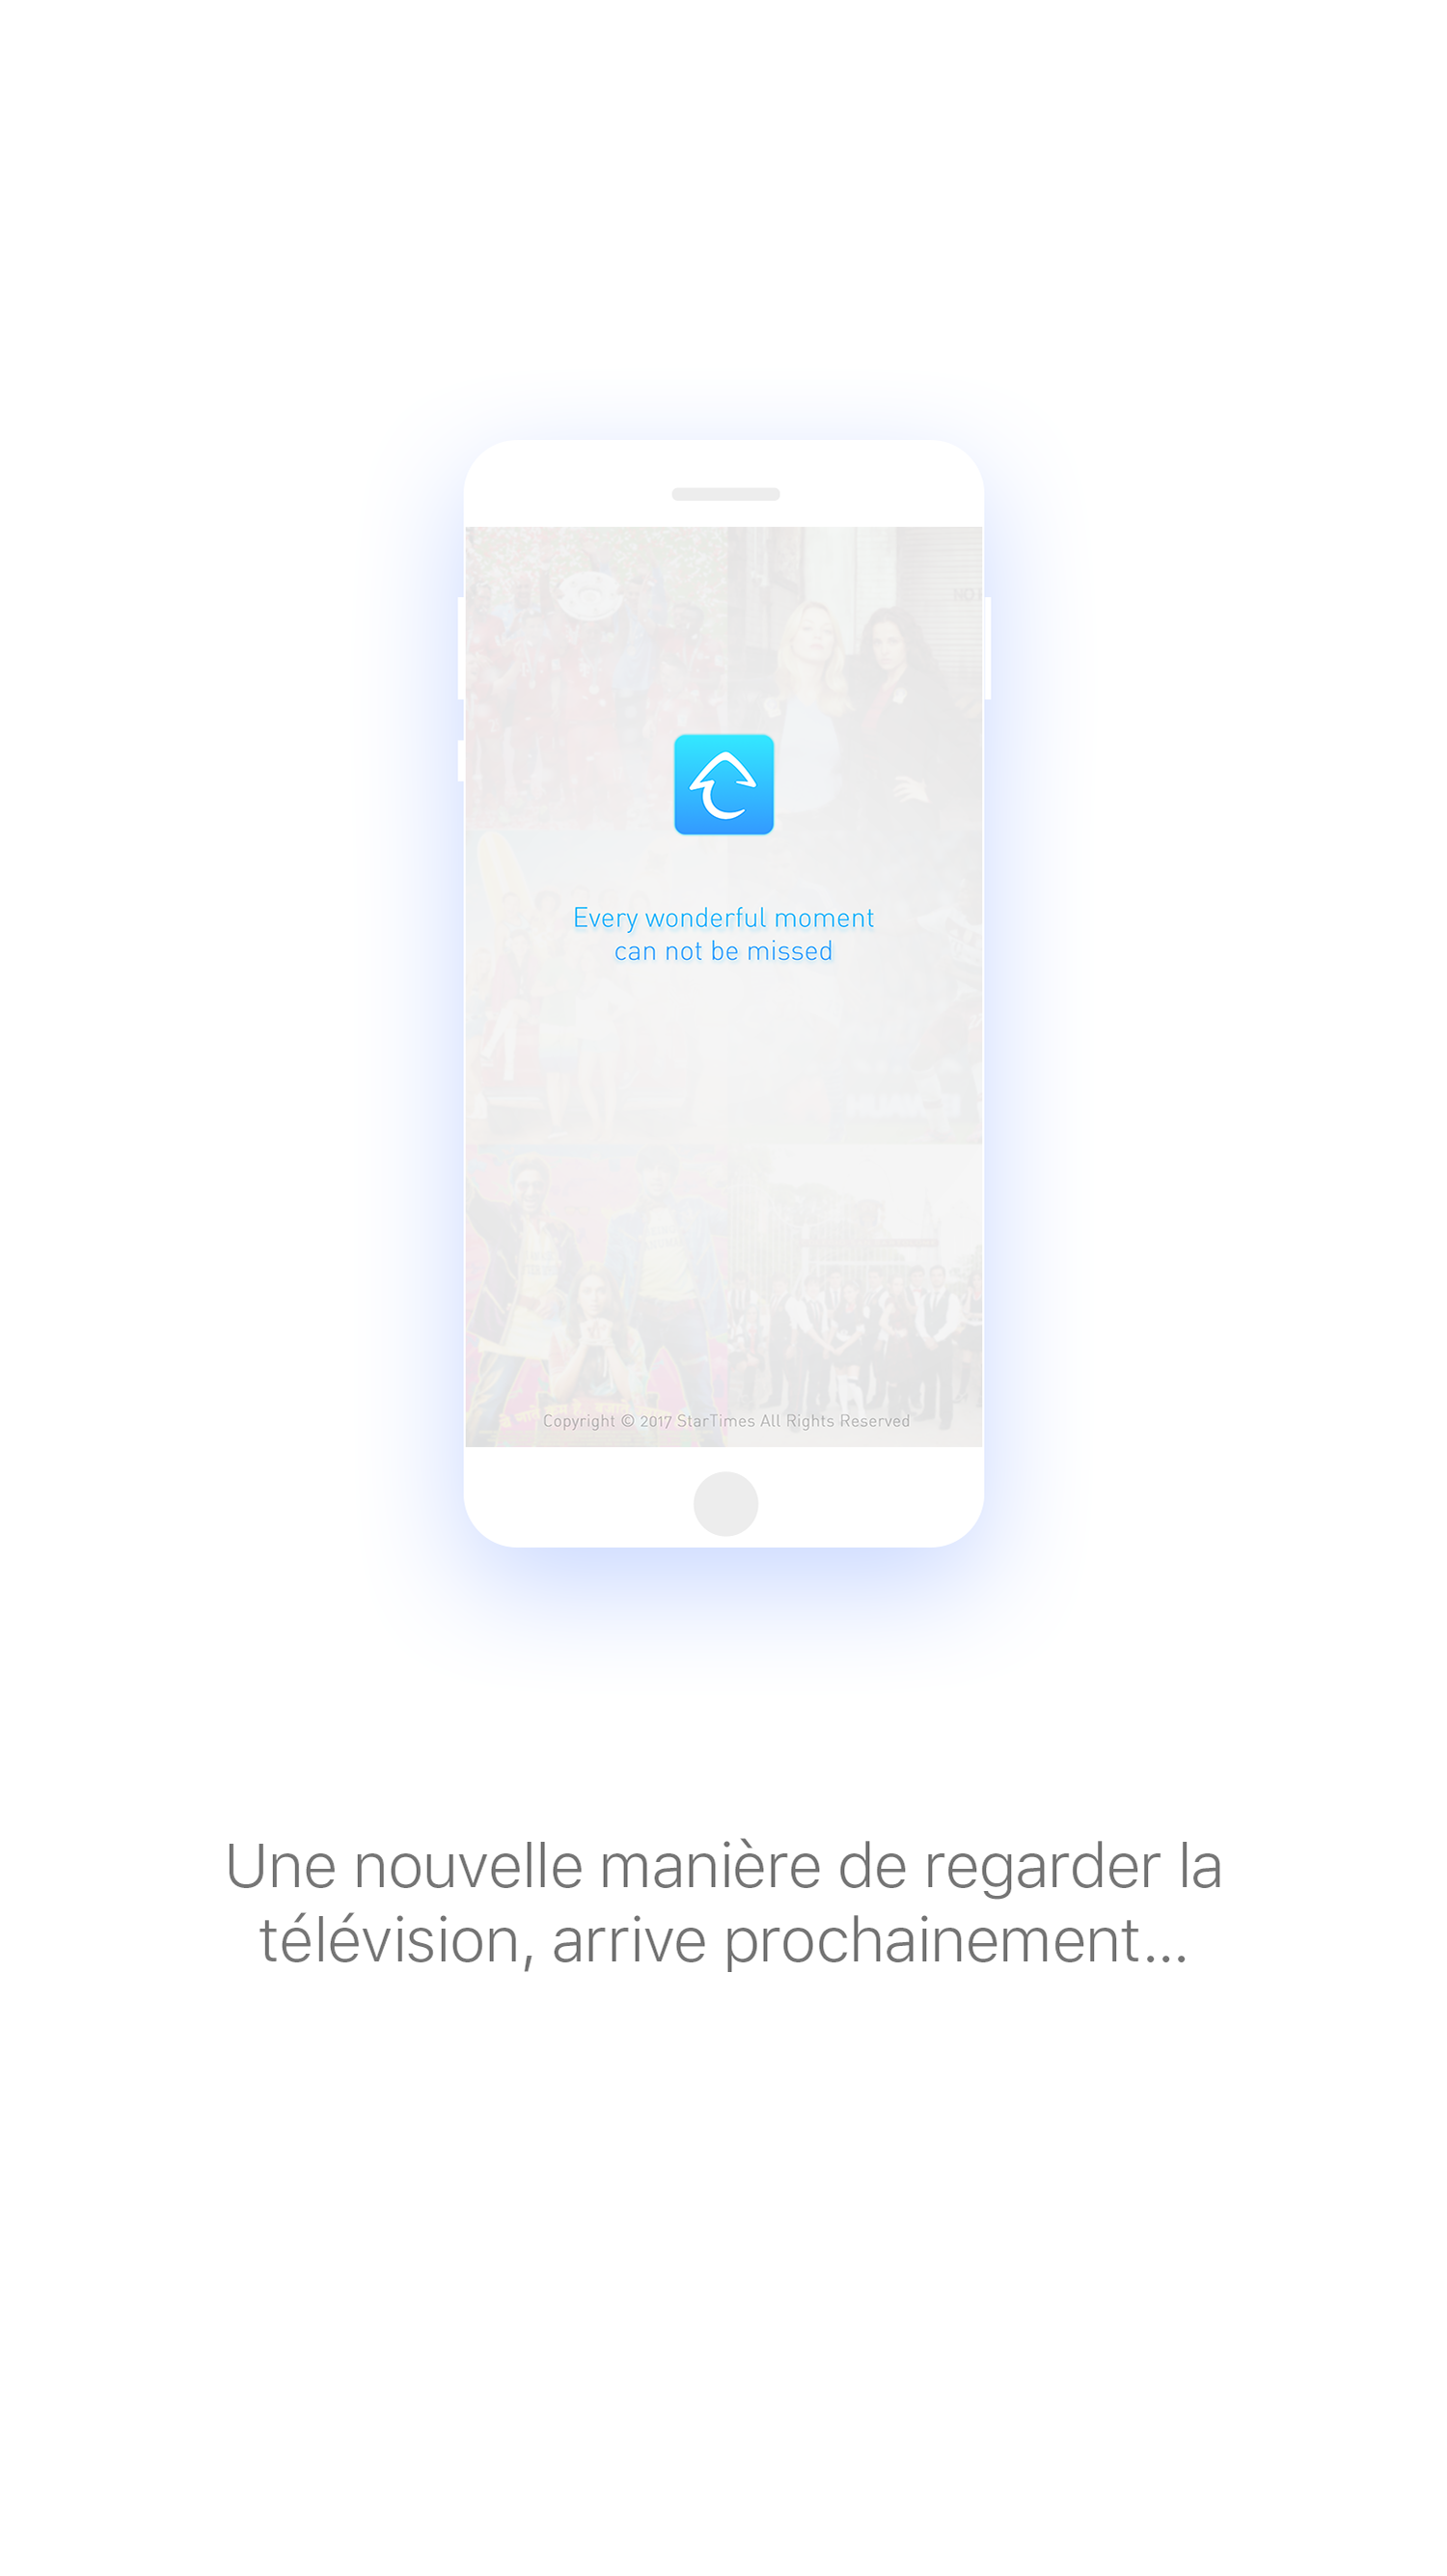 Every wonderful moment
can not be missed
Copyright © 2017 StarTimes All Rights Reserved
Une nouvelle manière de regarder la
télévision, arrive prochainement...